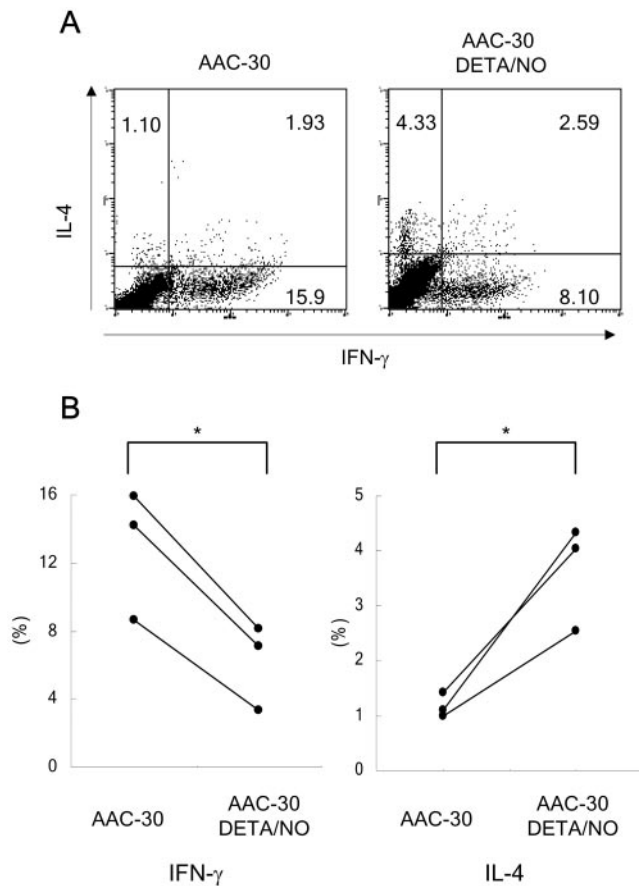 A
AAC-30
AAC-30
DETA/NO
1.10
1.93
4.33
2.59
IL-4
15.9
8.10
IFN-γ
B
*
*
16
12
8
4
0
(%)
5
4
3
2
1
0
(%)
AAC-30
AAC-30
DETA/NO
AAC-30
AAC-30
DETA/NO
IFN-γ
IL-4